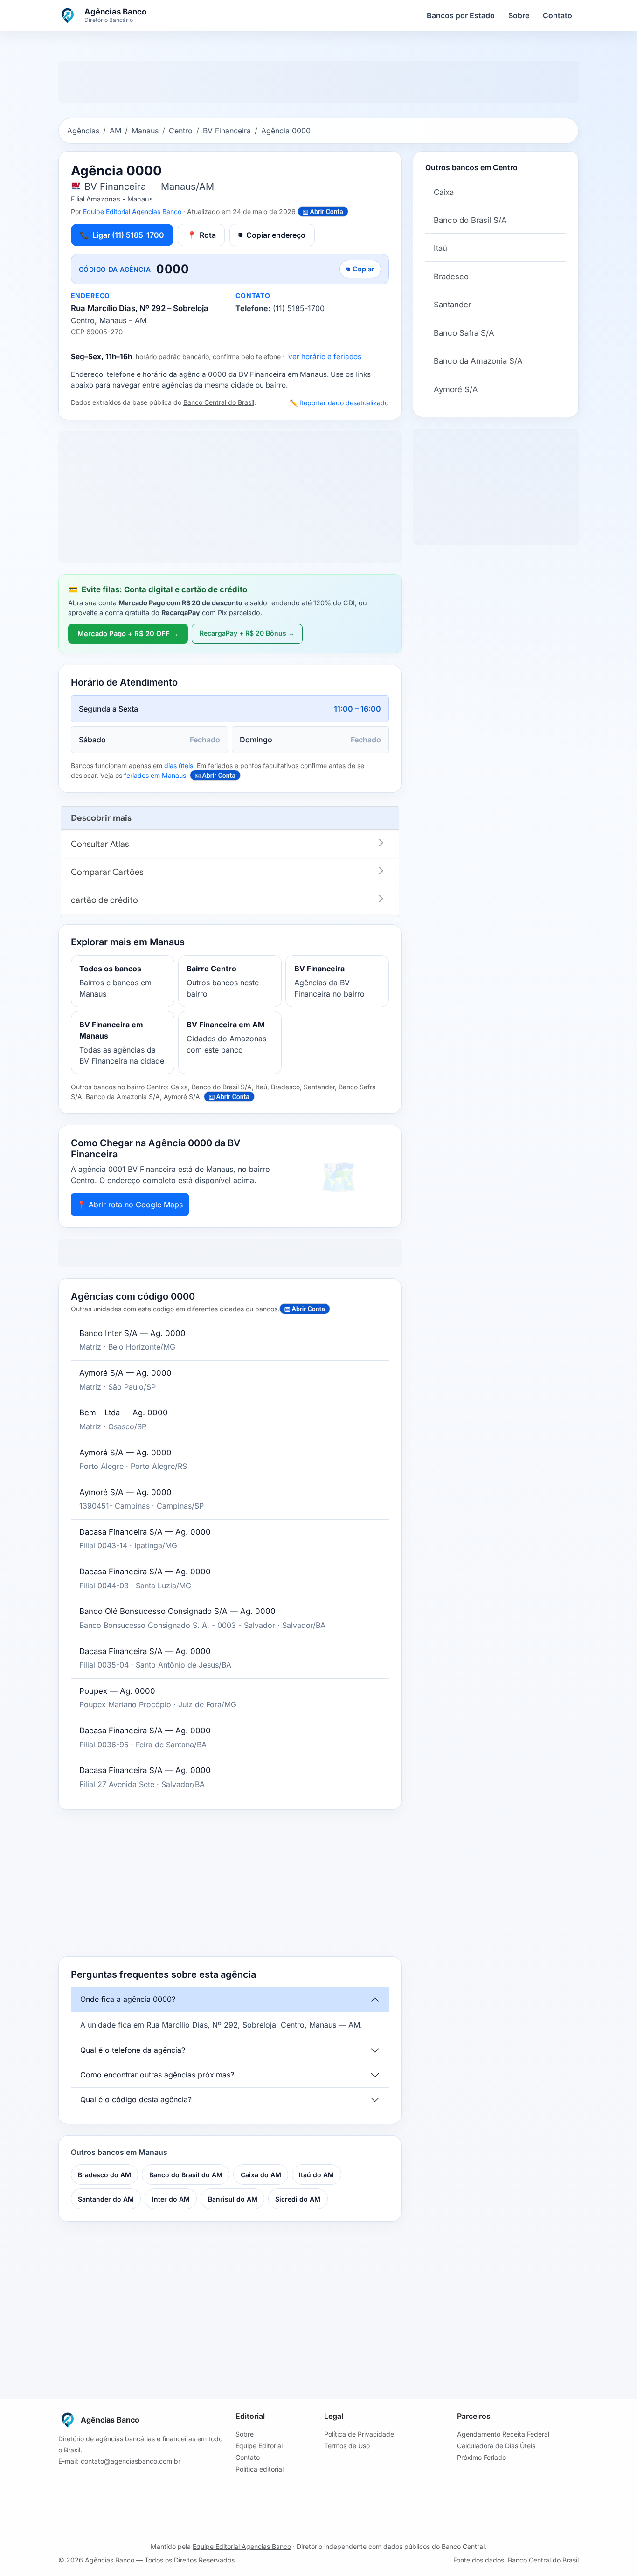 Agências Banco
Diretório Bancário
Bancos por Estado
Sobre
Contato
Agências / AM / Manaus / Centro / BV Financeira / Agência 0000
Agência 0000
BV Financeira — Manaus/AM
Filial Amazonas - Manaus
Por Equipe Editorial Agencias Banco · Atualizado em 24 de maio de 2026 Abrir Conta
Ligar (11) 5185-1700
Rota
Copiar endereço
CÓDIGO DA AGÊNCIA 0000
Copiar
ENDEREÇO
Rua Marcílio Dias, Nº 292 – Sobreloja
Centro, Manaus – AM
CEP 69005-270
CONTATO
Telefone: (11) 5185-1700
Seg–Sex, 11h–16h horário padrão bancário, confirme pelo telefone · ver horário e feriados
Endereço, telefone e horário da agência 0000 da BV Financeira em Manaus. Use os links
abaixo para navegar entre agências da mesma cidade ou bairro.
Dados extraídos da base pública do Banco Central do Brasil.
Reportar dado desatualizado
Outros bancos em Centro
Caixa
Banco do Brasil S/A
Itaú
Bradesco
Santander
Banco Safra S/A
Banco da Amazonia S/A
Aymoré S/A
Evite filas: Conta digital e cartão de crédito
Abra sua conta Mercado Pago com R$ 20 de desconto e saldo rendendo até 120% do CDI, ou
aproveite a conta gratuita do RecargaPay com Pix parcelado.
Mercado Pago + R$ 20 OFF →
RecargaPay + R$ 20 Bônus →
Horário de Atendimento
Segunda a Sexta
11:00 – 16:00
Sábado
Fechado
Domingo
Fechado
Bancos funcionam apenas em dias úteis. Em feriados e pontos facultativos confirme antes de se
deslocar. Veja os feriados em Manaus. Abrir Conta
Descobrir mais
Consultar Atlas
Comparar Cartões
cartão de crédito
Explorar mais em Manaus
Todos os bancos
Bairros e bancos em
Manaus
Bairro Centro
Outros bancos neste
bairro
BV Financeira
Agências da BV
Financeira no bairro
BV Financeira em
Manaus
Todas as agências da
BV Financeira na cidade
BV Financeira em AM
Cidades do Amazonas
com este banco
Outros bancos no bairro Centro: Caixa, Banco do Brasil S/A, Itaú, Bradesco, Santander, Banco Safra
S/A, Banco da Amazonia S/A, Aymoré S/A. Abrir Conta
Como Chegar na Agência 0000 da BV
Financeira
A agência 0001 BV Financeira está de Manaus, no bairro
Centro. O endereço completo está disponível acima.
Abrir rota no Google Maps
Agências com código 0000
Outras unidades com este código em diferentes cidades ou bancos. Abrir Conta
Banco Inter S/A — Ag. 0000
Matriz · Belo Horizonte/MG
Aymoré S/A — Ag. 0000
Matriz · São Paulo/SP
Bem - Ltda — Ag. 0000
Matriz · Osasco/SP
Aymoré S/A — Ag. 0000
Porto Alegre · Porto Alegre/RS
Aymoré S/A — Ag. 0000
1390451- Campinas · Campinas/SP
Dacasa Financeira S/A — Ag. 0000
Filial 0043-14 · Ipatinga/MG
Dacasa Financeira S/A — Ag. 0000
Filial 0044-03 · Santa Luzia/MG
Banco Olé Bonsucesso Consignado S/A — Ag. 0000
Banco Bonsucesso Consignado S. A. - 0003 - Salvador · Salvador/BA
Dacasa Financeira S/A — Ag. 0000
Filial 0035-04 · Santo Antônio de Jesus/BA
Poupex — Ag. 0000
Poupex Mariano Procópio · Juiz de Fora/MG
Dacasa Financeira S/A — Ag. 0000
Filial 0036-95 · Feira de Santana/BA
Dacasa Financeira S/A — Ag. 0000
Filial 27 Avenida Sete · Salvador/BA
Perguntas frequentes sobre esta agência
Onde fica a agência 0000?
A unidade fica em Rua Marcílio Dias, Nº 292, Sobreloja, Centro, Manaus — AM.
Qual é o telefone da agência?
Como encontrar outras agências próximas?
Qual é o código desta agência?
Outros bancos em Manaus
Bradesco do AM
Banco do Brasil do AM
Caixa do AM
Itaú do AM
Santander do AM
Inter do AM
Banrisul do AM
Sicredi do AM
Agências Banco
Diretório de agências bancárias e financeiras em todo
o Brasil.
E-mail: contato@agenciasbanco.com.br
Editorial
Sobre
Equipe Editorial
Contato
Política editorial
Legal
Política de Privacidade
Termos de Uso
Parceiros
Agendamento Receita Federal
Calculadora de Dias Úteis
Próximo Feriado
Mantido pela Equipe Editorial Agencias Banco · Diretório independente com dados públicos do Banco Central.
© 2026 Agências Banco — Todos os Direitos Reservados
Fonte dos dados: Banco Central do Brasil